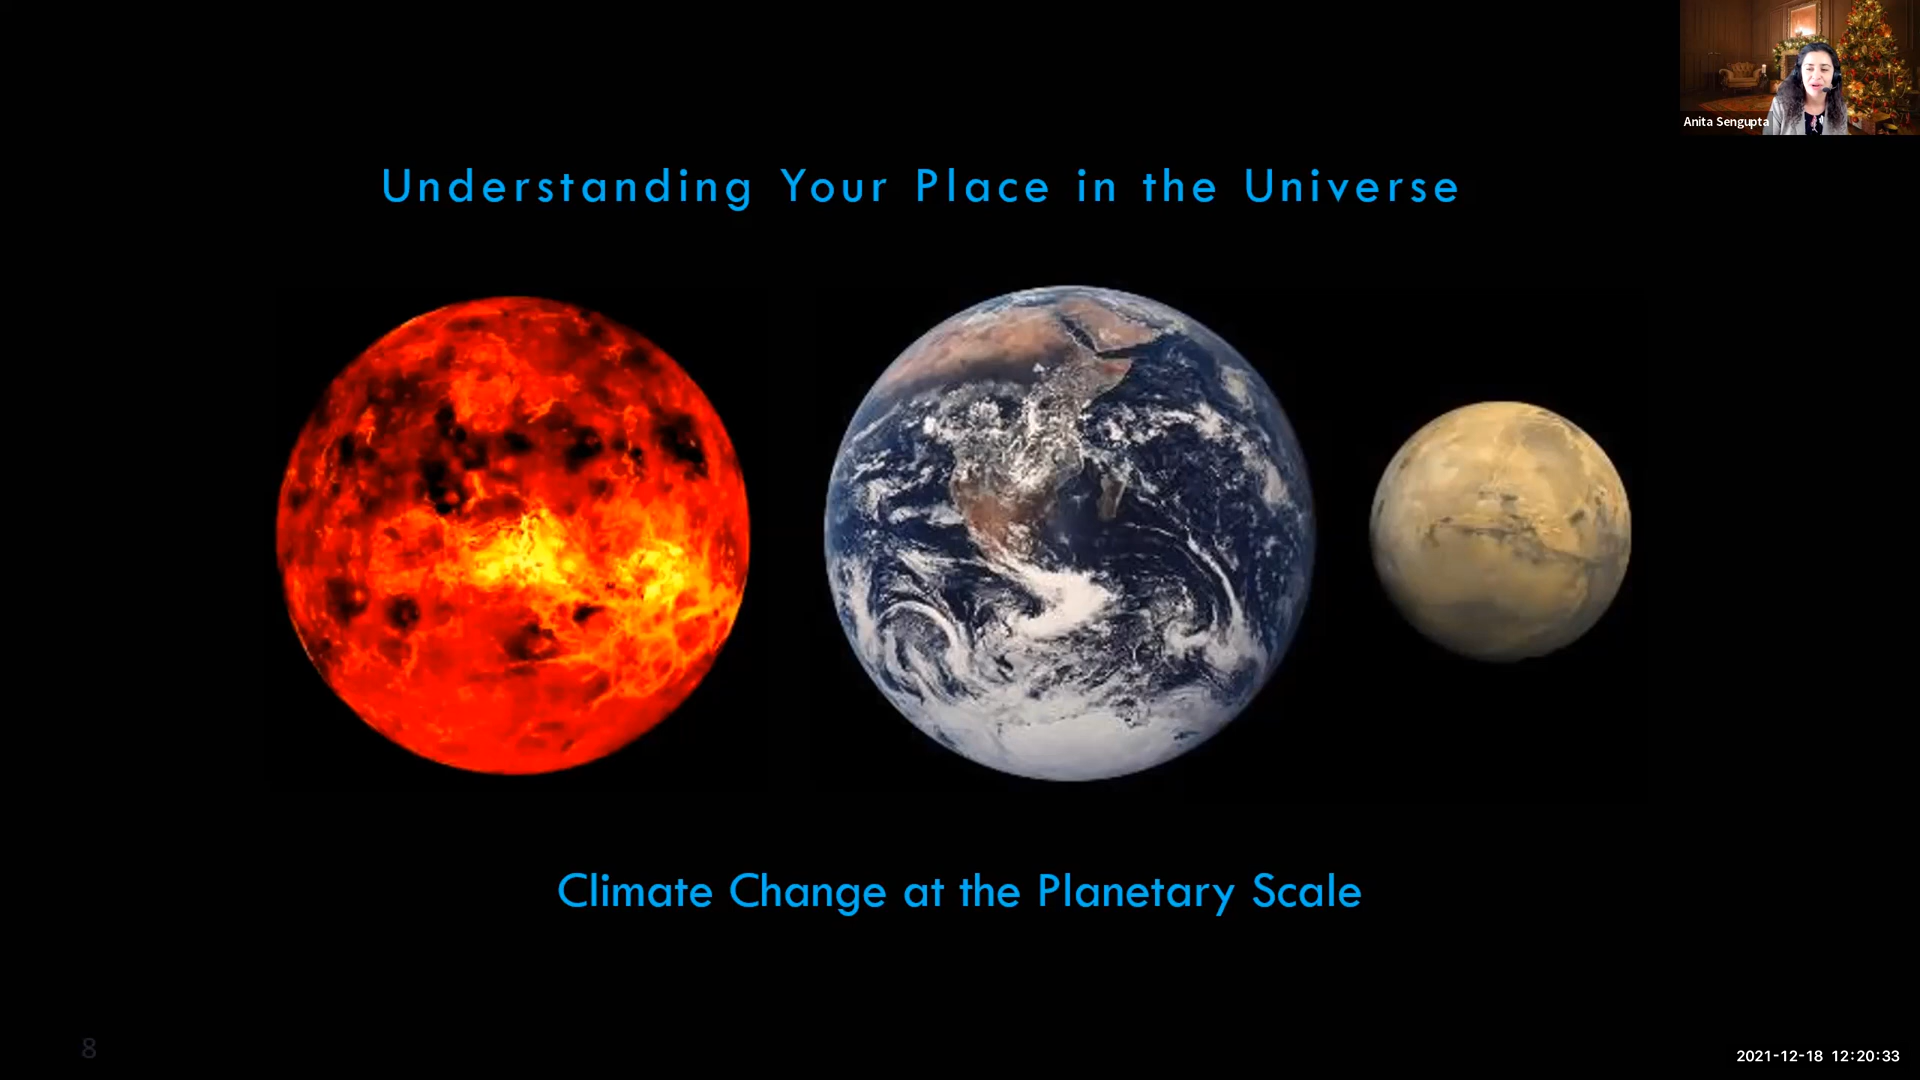 Anita Sengupta
Understanding Your Place in the Universe
Climate Change at the Planetary Scale
8
2021-12-18 12:20:33